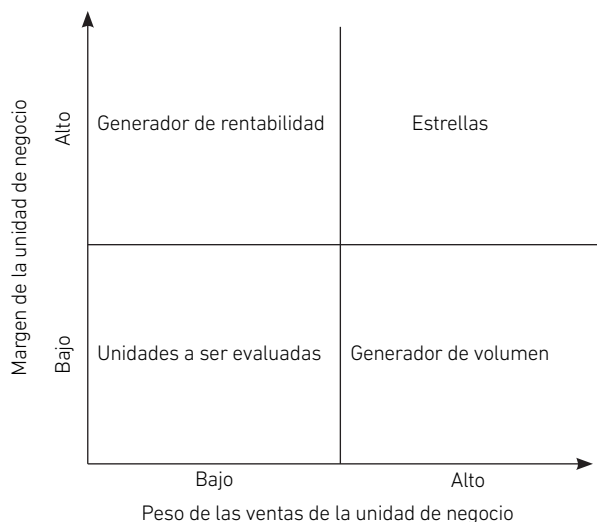 Margen de la unidad de negocio
Alto
Bajo
Generador de rentabilidad
Estrellas
Unidades a ser evaluadas
Generador de volumen
Bajo
Alto
Peso de las ventas de la unidad de negocio